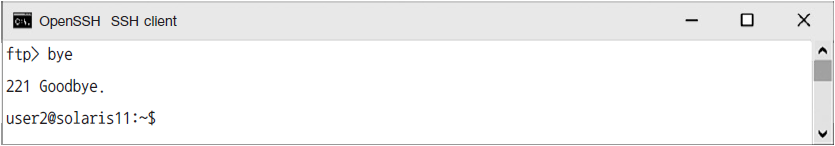 OpenSSH SSH client
ftp> bye
221 Goodbye.
user2@solaris11:~$